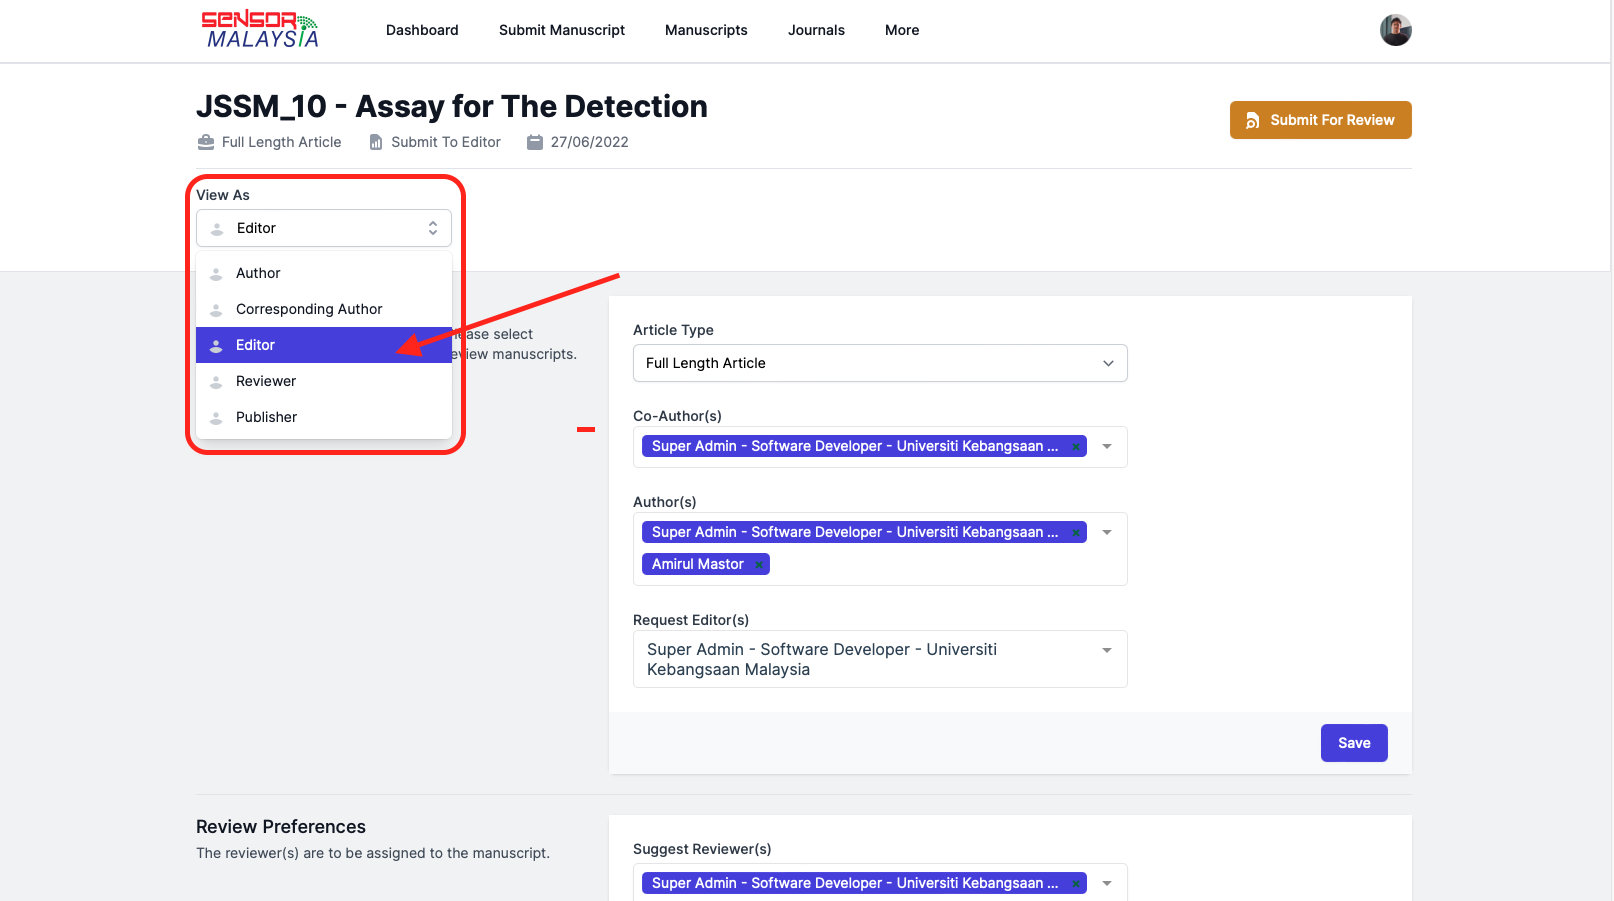 SENSOR
MALAYSIA
Dashboard
Submit Manuscript
Manuscripts
Journals
More
JSSM_10 - Assay for The Detection
Full Length Article
Submit To Editor
27/06/2022
Submit For Review
View As
Editor
Author
Corresponding Author
Editor
Reviewer
Publisher
select
manuscripts.
Article Type
Full Length Article
Co-Author(s)
Super Admin - Software Developer - Universiti Kebangsaan ... ×
Author(s)
Super Admin - Software Developer - Universiti Kebangsaan ... ×
Amirul Mastor ×
Request Editor(s)
Super Admin - Software Developer - Universiti
Kebangsaan Malaysia
Save
Review Preferences
The reviewer(s) are to be assigned to the manuscript.
Suggest Reviewer(s)
Super Admin - Software Developer - Universiti Kebangsaan ... ×